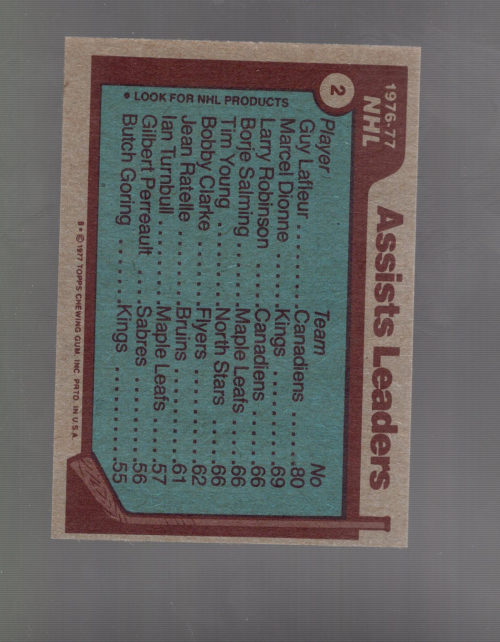 2
1976-77
NHL
Assists Leaders
Player Team No
Guy Lafleur ........Canadiens .....80
Marcel Dionne .....Kings ..........69
Larry Robinson .....Canadiens .....66
Borje Salming ......Maple Leafs ...66
Tim Young .........North Stars ....66
Bobby Clarke ......Flyers ..........62
Jean Ratelle ........Bruins .........61
Ian Turnbull ........Maple Leafs ...57
Gilbert Perreault ...Sabres .........56
Butch Goring ......Kings ..........55
• LOOK FOR NHL PRODUCTS
B* © 1977 TOPPS CHEWING GUM, INC. PRTD. IN U.S.A.